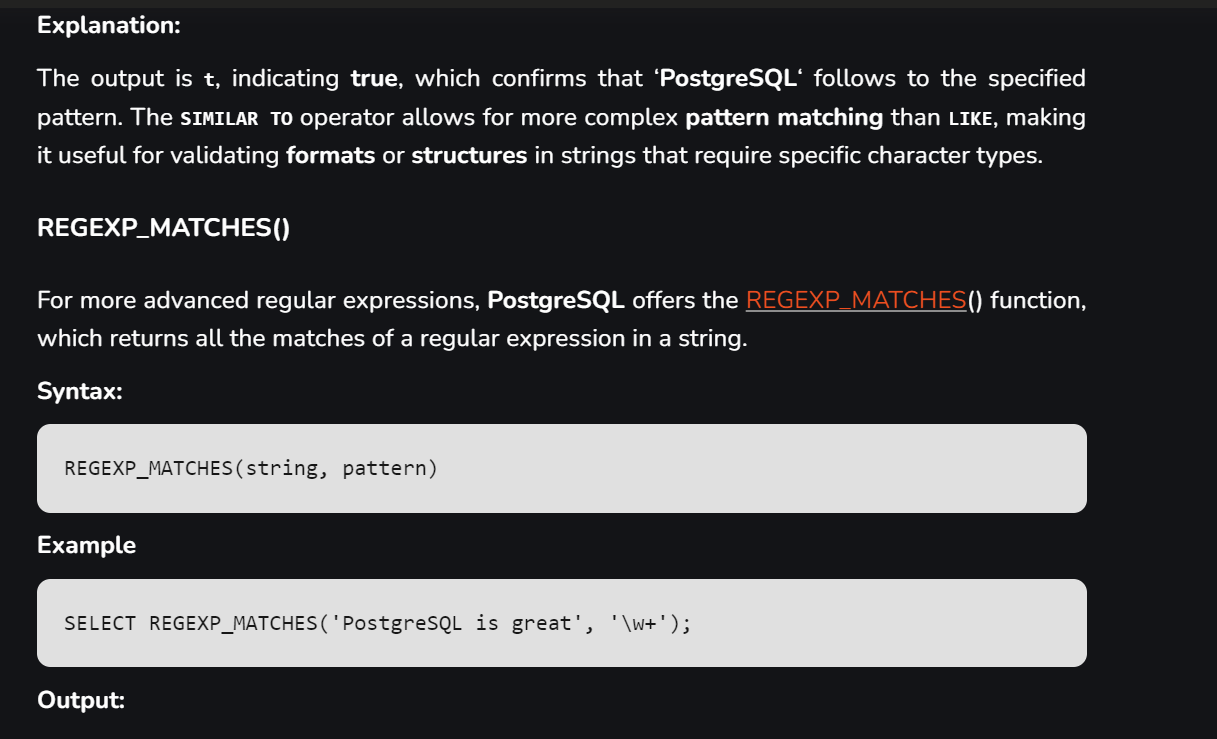 Explanation:
The output is t, indicating true, which confirms that ‘PostgreSQL‘ follows to the specified
pattern. The SIMILAR TO operator allows for more complex pattern matching than LIKE, making
it useful for validating formats or structures in strings that require specific character types.
REGEXP_MATCHES()
For more advanced regular expressions, PostgreSQL offers the REGEXP_MATCHES() function,
which returns all the matches of a regular expression in a string.
Syntax:
REGEXP_MATCHES(string, pattern)
Example
SELECT REGEXP_MATCHES('PostgreSQL is great', '\w+');
Output: